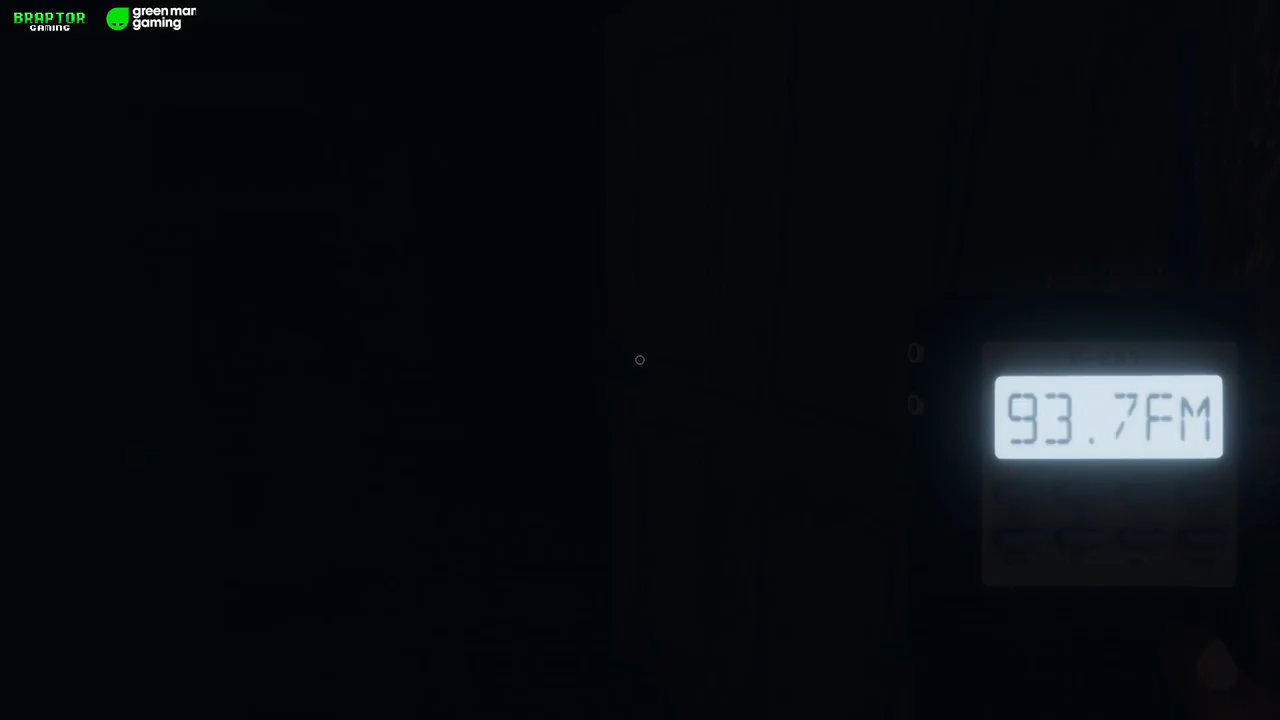 BRAPTOR
GAMING
green man
gaming
93.7FM